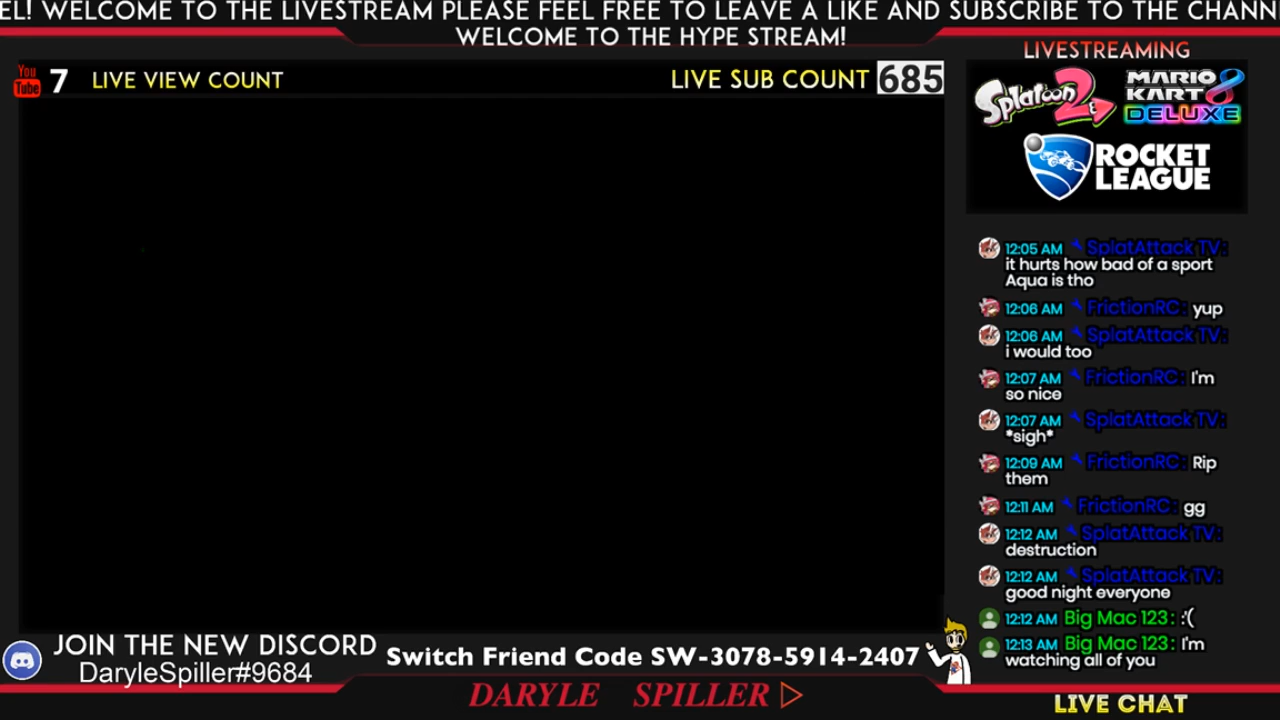 EL! WELCOME TO THE LIVESTREAM PLEASE FEEL FREE TO LEAVE A LIKE AND SUBSCRIBE TO THE CHANN
WELCOME TO THE HYPE STREAM!
You
Tube
7 LIVE VIEW COUNT
LIVE SUB COUNT 685
LIVESTREAMING
Splatoon 2
MARIO
KART 8
DELUXE
ROCKET
LEAGUE
12:05 AM SplatAttack TV:
it hurts how bad of a sport
Aqua is tho
12:06 AM FrictionRC: yup
12:06 AM SplatAttack TV:
i would too
12:07 AM FrictionRC: I'm
so nice
12:07 AM SplatAttack TV:
*sigh*
12:09 AM FrictionRC: Rip
them
12:11 AM FrictionRC: gg
12:12 AM SplatAttack TV:
destruction
12:12 AM SplatAttack TV:
good night everyone
12:12 AM Big Mac 123: :'(
12:13 AM Big Mac 123: I'm
watching all of you
JOIN THE NEW DISCORD
DaryleSpiller#9684
Switch Friend Code SW-3078-5914-2407
DARYLE SPILLER
LIVE CHAT